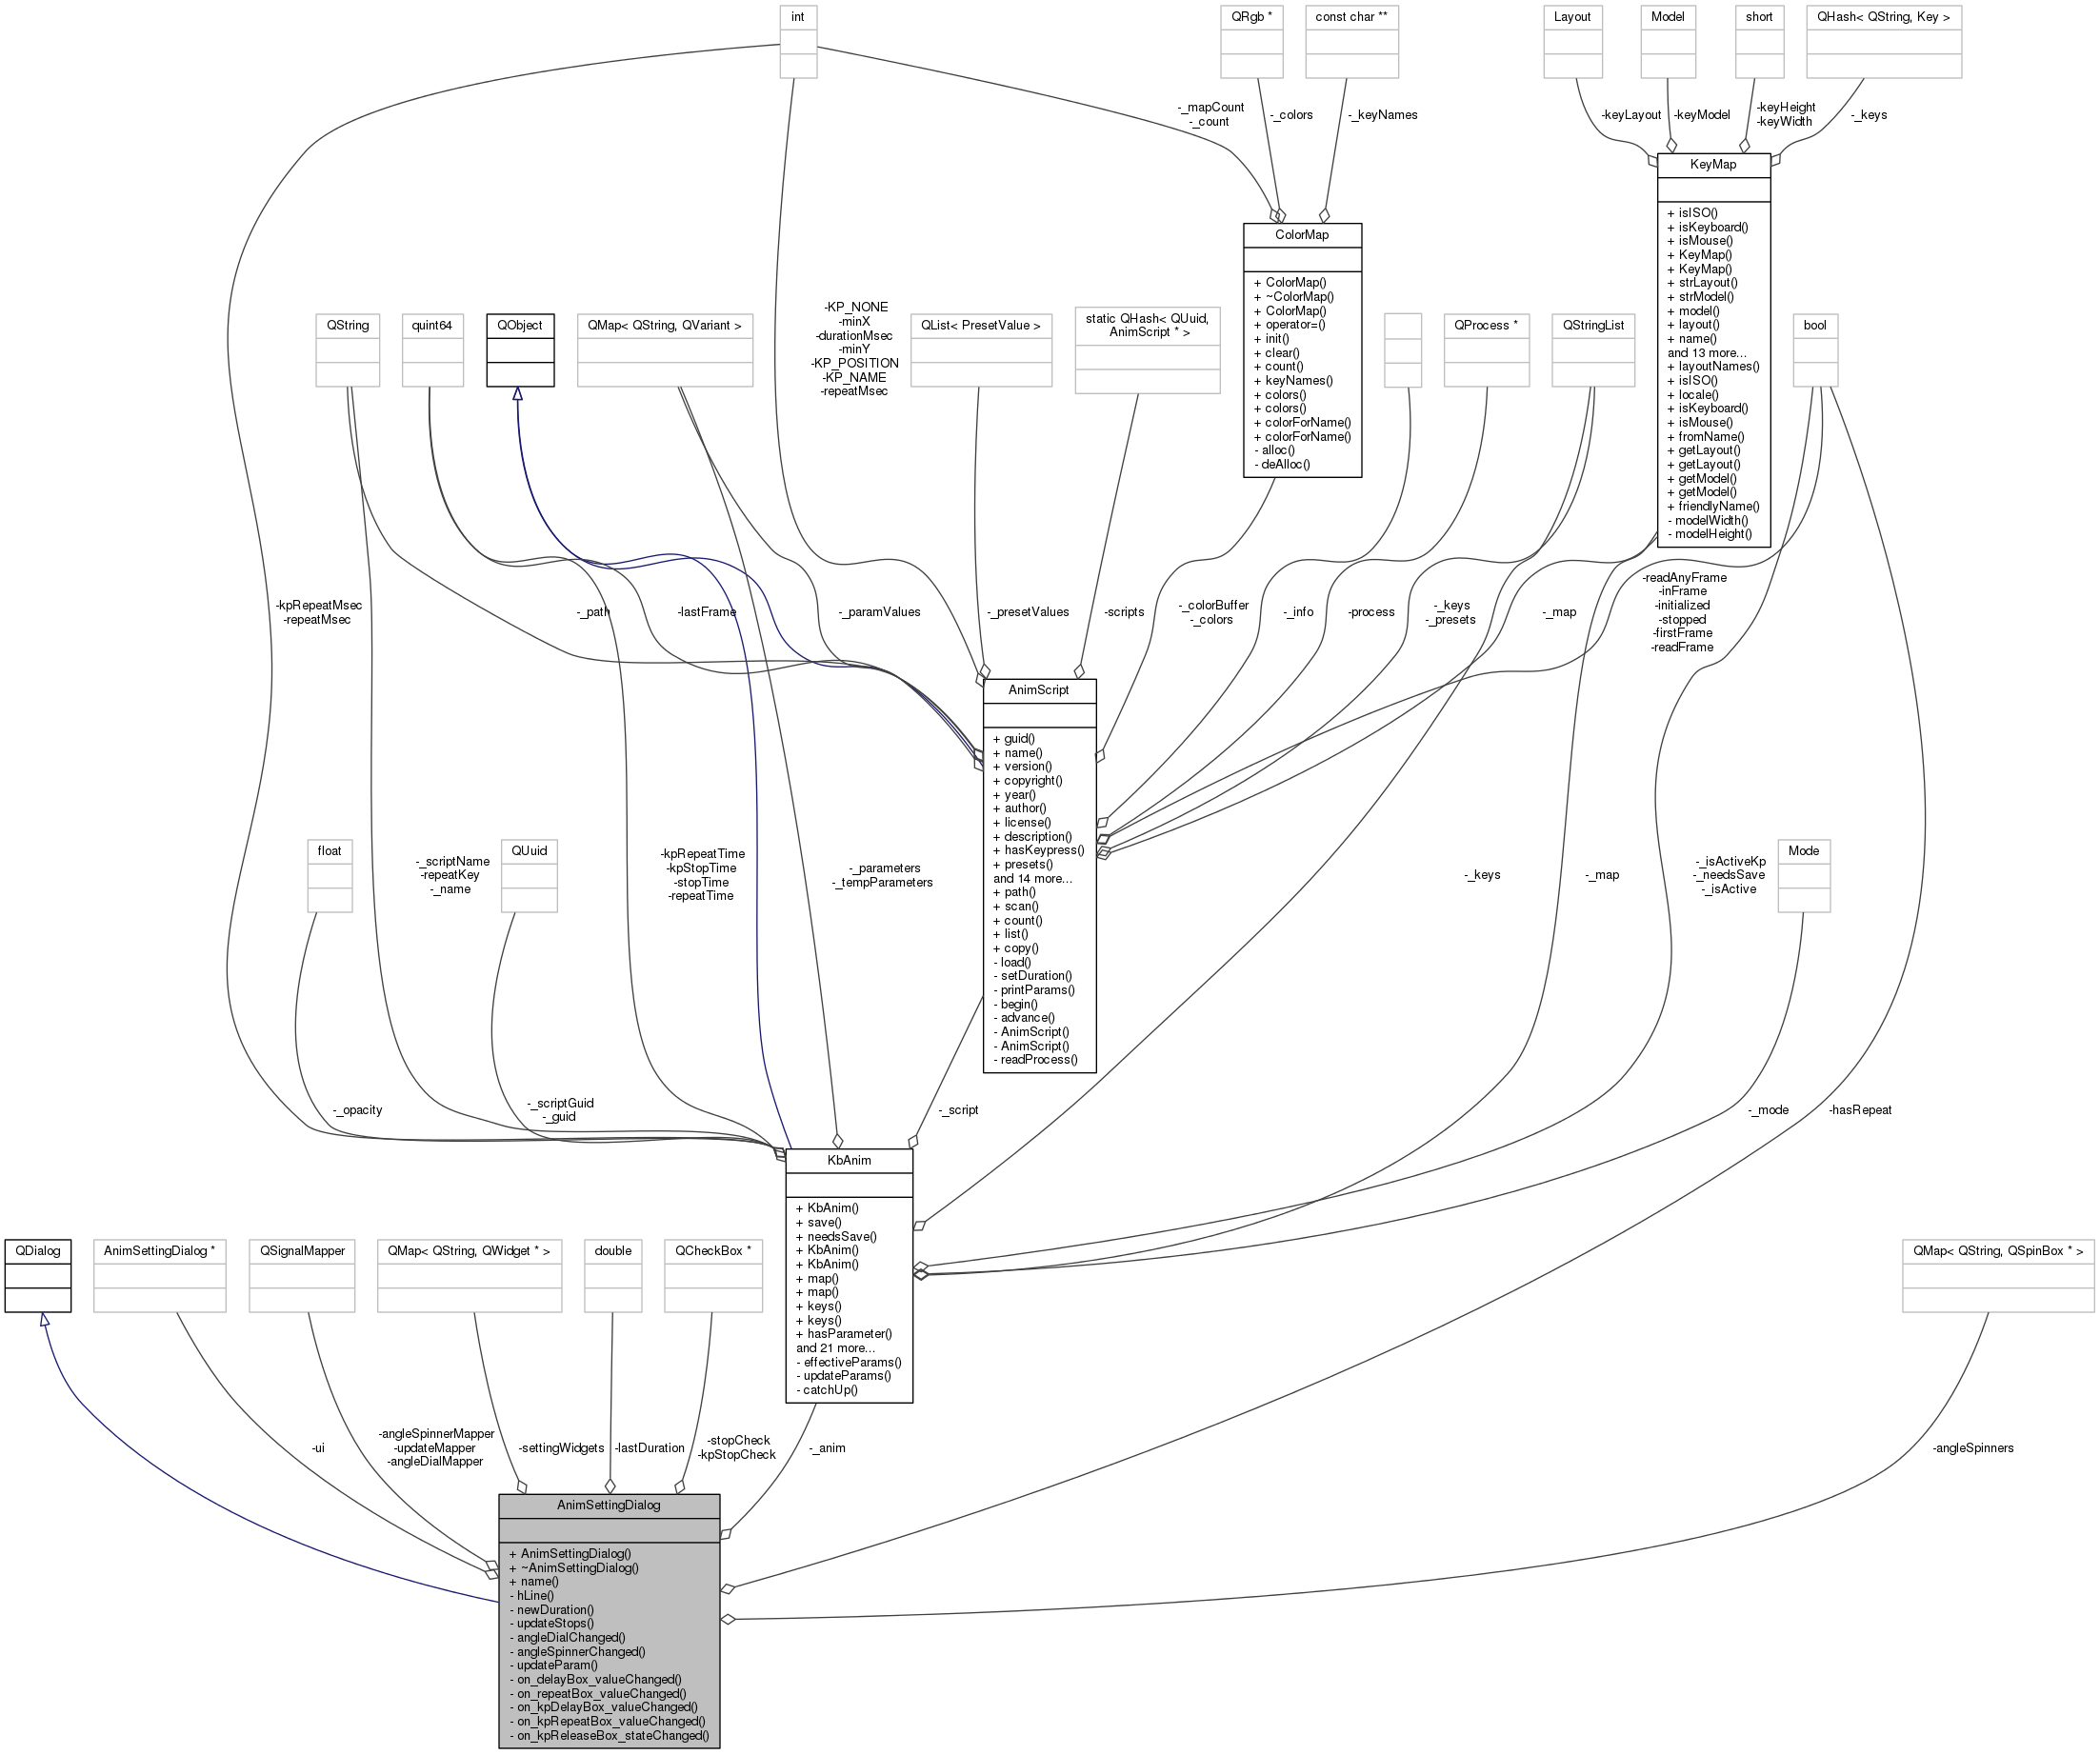 int
QRgb *
const char **
Layout
Model
short
QHash< QString, Key >
-_mapCount
-_count
-_colors
-_keyNames
-keyLayout
-keyModel
-keyHeight
-keyWidth
-_keys
KeyMap
+ isISO()
+ isKeyboard()
+ isMouse()
+ KeyMap()
+ KeyMap()
+ strLayout()
+ strModel()
+ model()
+ layout()
+ name()
and 13 more...
+ layoutNames()
+ isISO()
+ locale()
+ isKeyboard()
+ isMouse()
+ fromName()
+ getLayout()
+ getLayout()
+ getModel()
+ getModel()
+ friendlyName()
- modelWidth()
- modelHeight()
ColorMap
+ ColorMap()
+ ~ColorMap()
+ ColorMap()
+ operator=()
+ init()
+ clear()
+ count()
+ keyNames()
+ colors()
+ colors()
+ colorForName()
+ colorForName()
- alloc()
- deAlloc()
QString
quint64
QObject
QMap< QString, QVariant >
-KP_NONE
-minX
-durationMsec
-minY
-KP_POSITION
-KP_NAME
-repeatMsec
QList< PresetValue >
static QHash< QUuid,
AnimScript * >
QProcess *
QStringList
bool
-kpRepeatMsec
-repeatMsec
-_path
-lastFrame
-_paramValues
-_presetValues
-scripts
-_colorBuffer
-_colors
-_info
-process
-_keys
-_presets
-_map
-readAnyFrame
-inFrame
-initialized
-stopped
-firstFrame
-readFrame
AnimScript
+ guid()
+ name()
+ version()
+ copyright()
+ year()
+ author()
+ license()
+ description()
+ hasKeypress()
+ presets()
and 14 more...
+ path()
+ scan()
+ count()
+ list()
+ copy()
- load()
- setDuration()
- printParams()
- begin()
- advance()
- AnimScript()
- AnimScript()
- readProcess()
float
-_scriptName
-repeatKey
-_name
QUuid
-kpRepeatTime
-kpStopTime
-stopTime
-repeatTime
-_parameters
-_tempParameters
-_keys
-_map
-_isActiveKp
-_needsSave
-_isActive
Mode
-_opacity
-_scriptGuid
-_guid
-_script
-_mode
-hasRepeat
KbAnim
+ KbAnim()
+ save()
+ needsSave()
+ KbAnim()
+ KbAnim()
+ map()
+ map()
+ keys()
+ keys()
+ hasParameter()
and 21 more...
- effectiveParams()
- updateParams()
- catchUp()
QDialog
AnimSettingDialog *
QSignalMapper
QMap< QString, QWidget * >
double
QCheckBox *
QMap< QString, QSpinBox * >
-ui
-angleSpinnerMapper
-updateMapper
-angleDialMapper
-settingWidgets
-lastDuration
-stopCheck
-kpStopCheck
-_anim
-angleSpinners
AnimSettingDialog
+ AnimSettingDialog()
+ ~AnimSettingDialog()
+ name()
- hLine()
- newDuration()
- updateStops()
- angleDialChanged()
- angleSpinnerChanged()
- updateParam()
- on_delayBox_valueChanged()
- on_repeatBox_valueChanged()
- on_kpDelayBox_valueChanged()
- on_kpRepeatBox_valueChanged()
- on_kpReleaseBox_stateChanged()